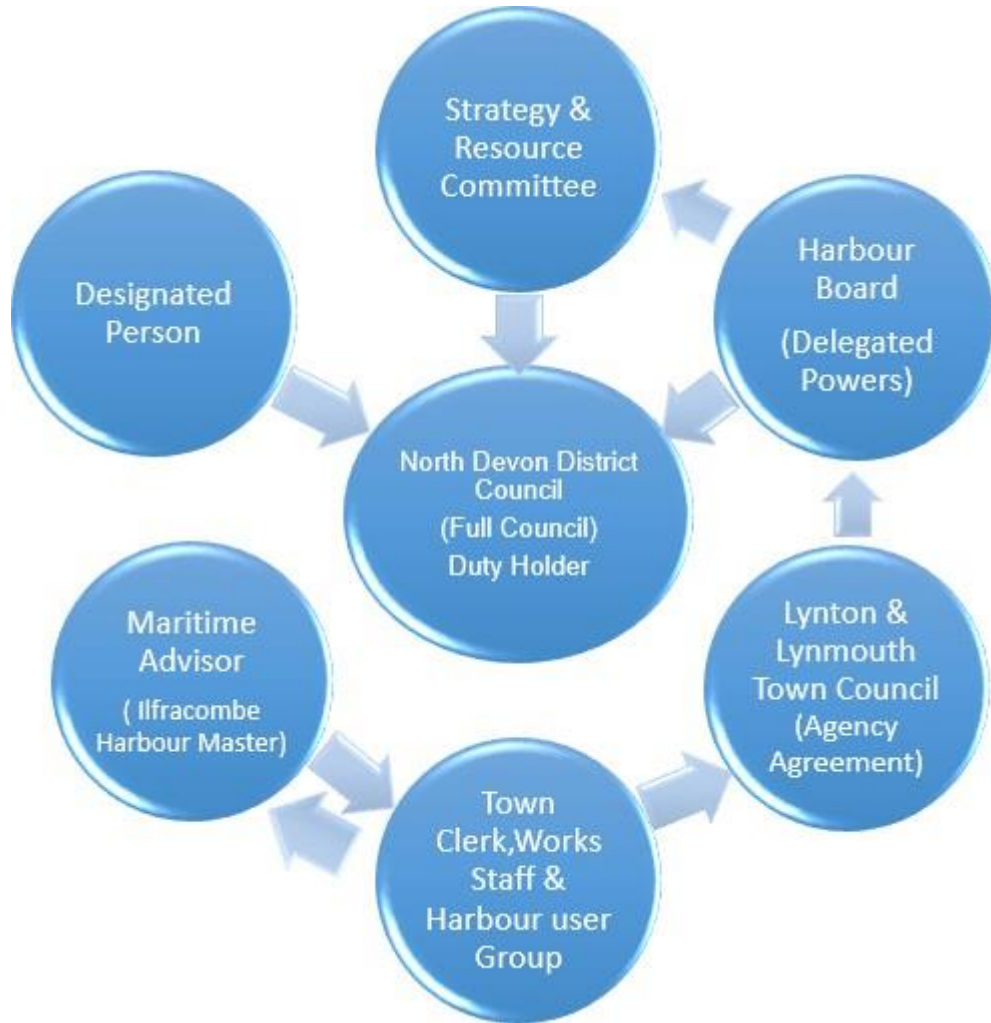 Strategy &
Resource
Committee
Designated
Person
Harbour
Board
(Delegated
Powers)
North Devon District
Council
(Full Council)
Duty Holder
Maritime
Advisor
( Ilfracombe
Harbour Master)
Lynton &
Lynmouth
Town Council
(Agency
Agreement)
Town
Clerk,Works
Staff &
Harbour user
Group